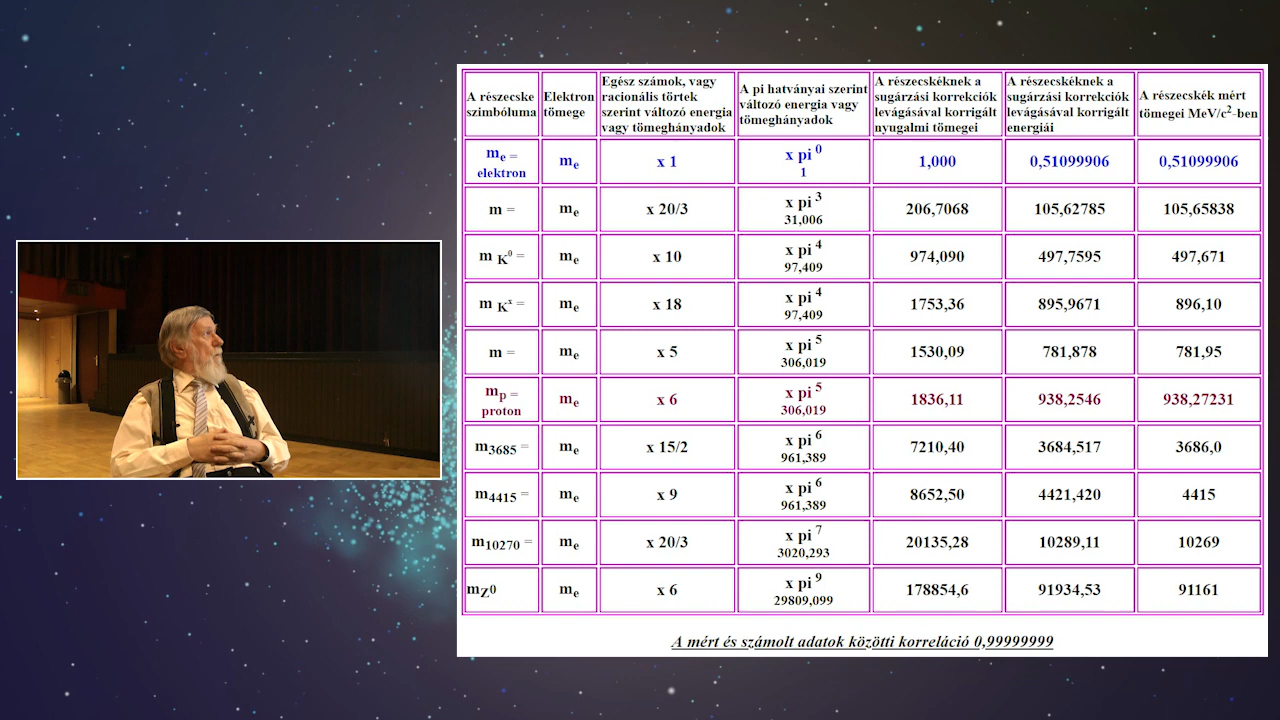 A részecske szimbóluma
Elektron tömege
Egész számok, vagy racionális törtek szerint változó energia vagy tömeghányadok
A pi hatványai szerint változó energia vagy tömeghányadok
A részecskéknek a sugárzási korrekciók levágásával korrigált nyugalmi tömegei
A részecskéknek a sugárzási korrekciók levágásával korrigált energiái
A részecskék mért tömegei MeV/c²-ben
mₑ = elektron mₑ x 1 x pi ⁰ 1 1,000 0,51099906 0,51099906
m = mₑ x 20/3 x pi ³ 31,006 206,7068 105,62785 105,65838
m K⁰ = mₑ x 10 x pi ⁴ 97,409 974,090 497,7595 497,671
m Kˣ = mₑ x 18 x pi ⁴ 97,409 1753,36 895,9671 896,10
m = mₑ x 5 x pi ⁵ 306,019 1530,09 781,878 781,95
mₚ = proton mₑ x 6 x pi ⁵ 306,019 1836,11 938,2546 938,27231
m₃₆₈₅ = mₑ x 15/2 x pi ⁶ 961,389 7210,40 3684,517 3686,0
m₄₄₁₅ = mₑ x 9 x pi ⁶ 961,389 8652,50 4421,420 4415
m₁₀₂₇₀ = mₑ x 20/3 x pi ⁷ 3020,293 20135,28 10289,11 10269
mZ⁰ mₑ x 6 x pi ⁹ 29809,099 178854,6 91934,53 91161
A mért és számolt adatok közötti korreláció 0,99999999